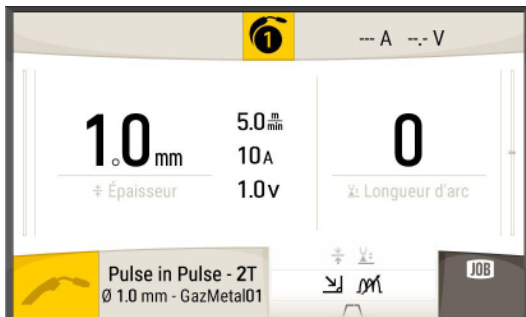 1
--- A --.- V
1.0 mm
Épaisseur
5.0 m/min
10 A
1.0 V
0
Longueur d'arc
Pulse in Pulse - 2T
Ø 1.0 mm - GazMetal01
JOB